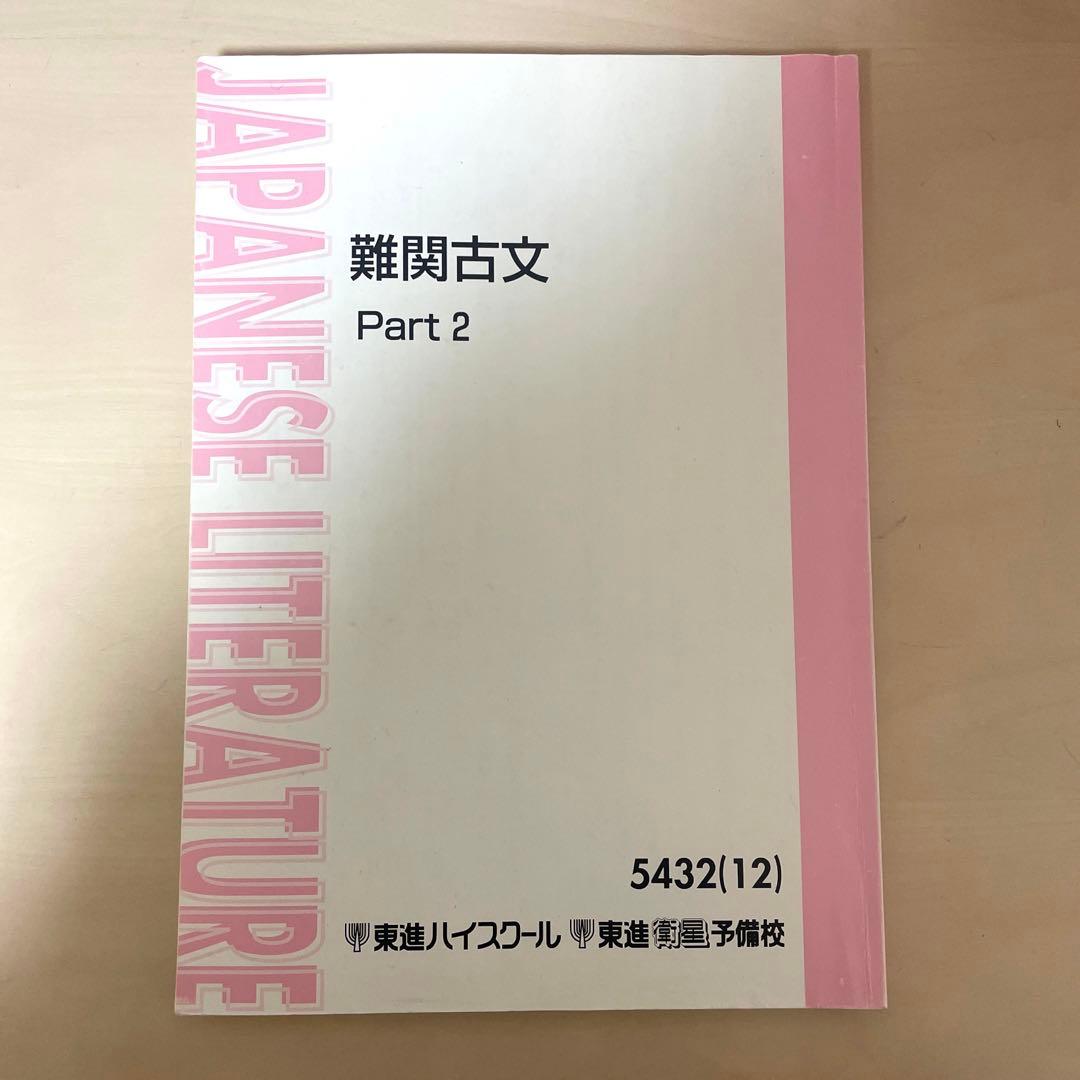 JAPANESE LITERATURE
難関古文
Part 2
5432(12)
東進ハイスクール 東進衛星予備校